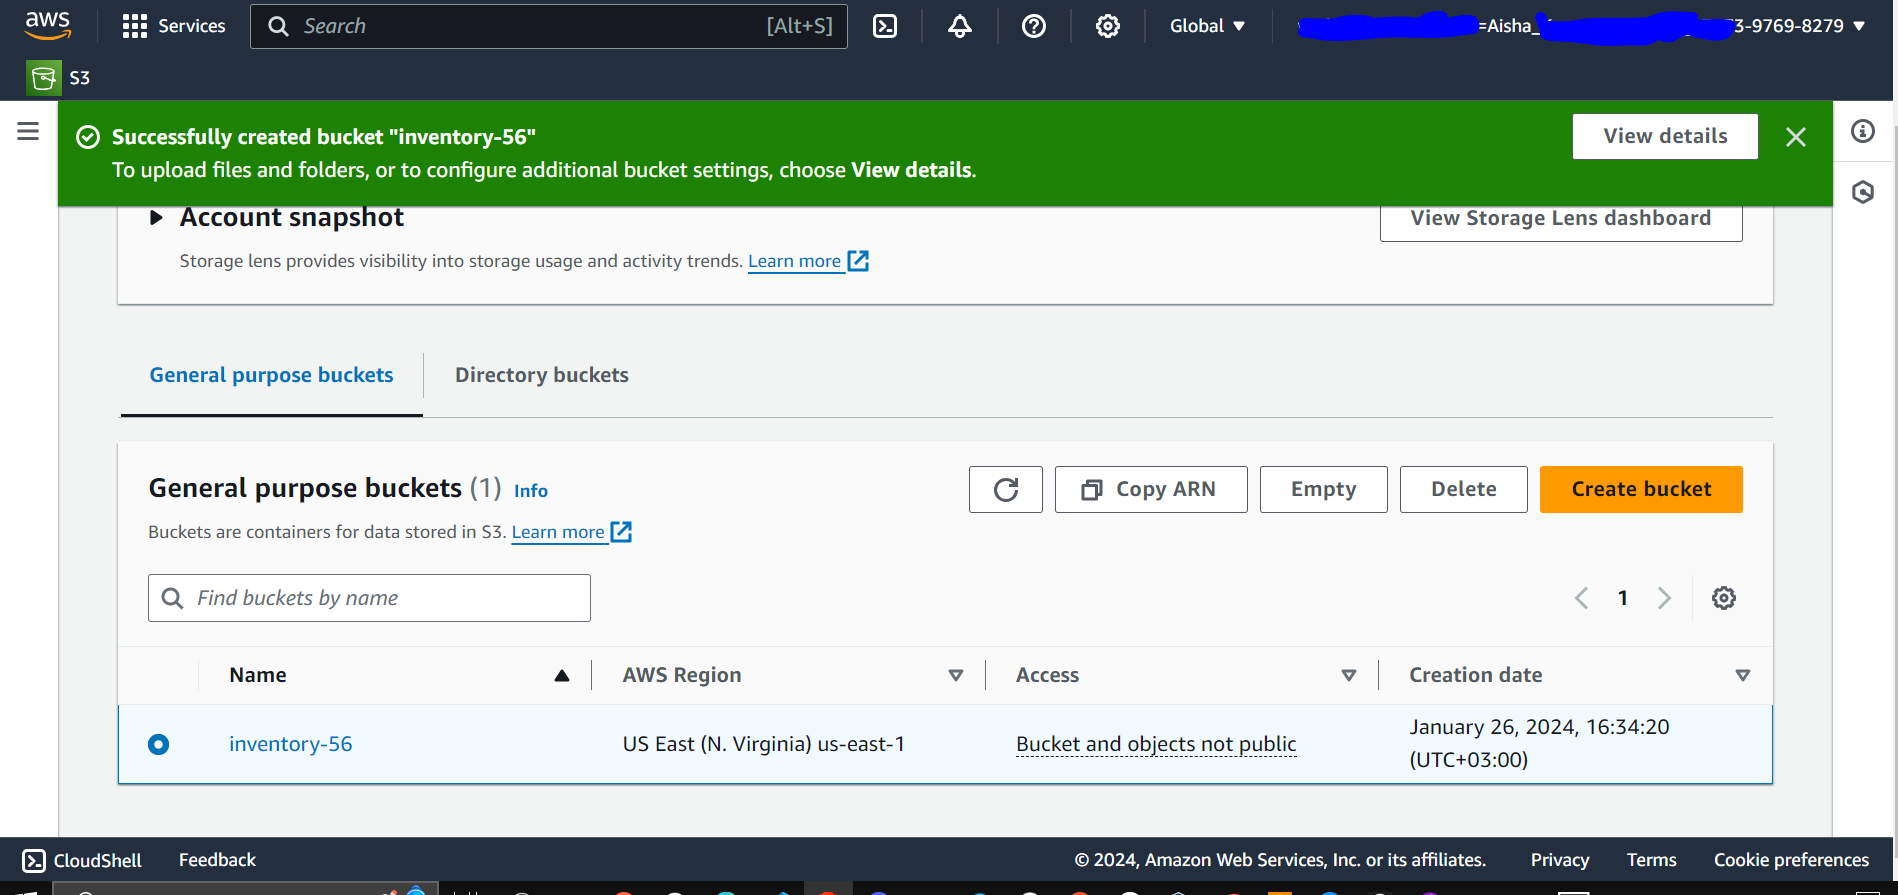 aws
Services
Search
[Alt+S]
Global
=Aisha_
3-9769-8279
S3
Successfully created bucket "inventory-56"
View details
To upload files and folders, or to configure additional bucket settings, choose View details.
Account snapshot
View Storage Lens dashboard
Storage lens provides visibility into storage usage and activity trends. Learn more
General purpose buckets
Directory buckets
General purpose buckets (1) Info
Copy ARN
Empty
Delete
Create bucket
Buckets are containers for data stored in S3. Learn more
Find buckets by name
1
Name
AWS Region
Access
Creation date
inventory-56
US East (N. Virginia) us-east-1
Bucket and objects not public
January 26, 2024, 16:34:20
(UTC+03:00)
CloudShell
Feedback
© 2024, Amazon Web Services, Inc. or its affiliates.
Privacy
Terms
Cookie preferences